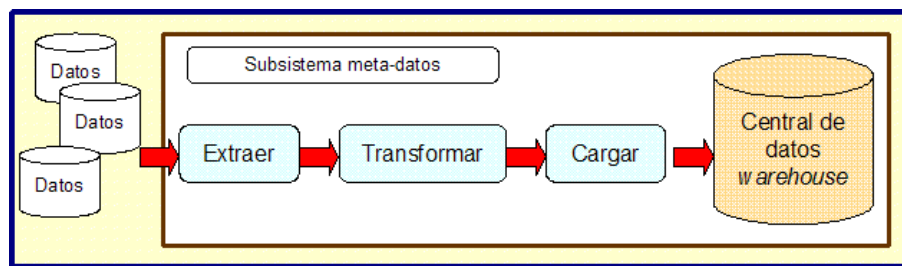 Datos
Datos
Datos
Subsistema meta-datos
Extraer
Transformar
Cargar
Central de
datos
warehouse